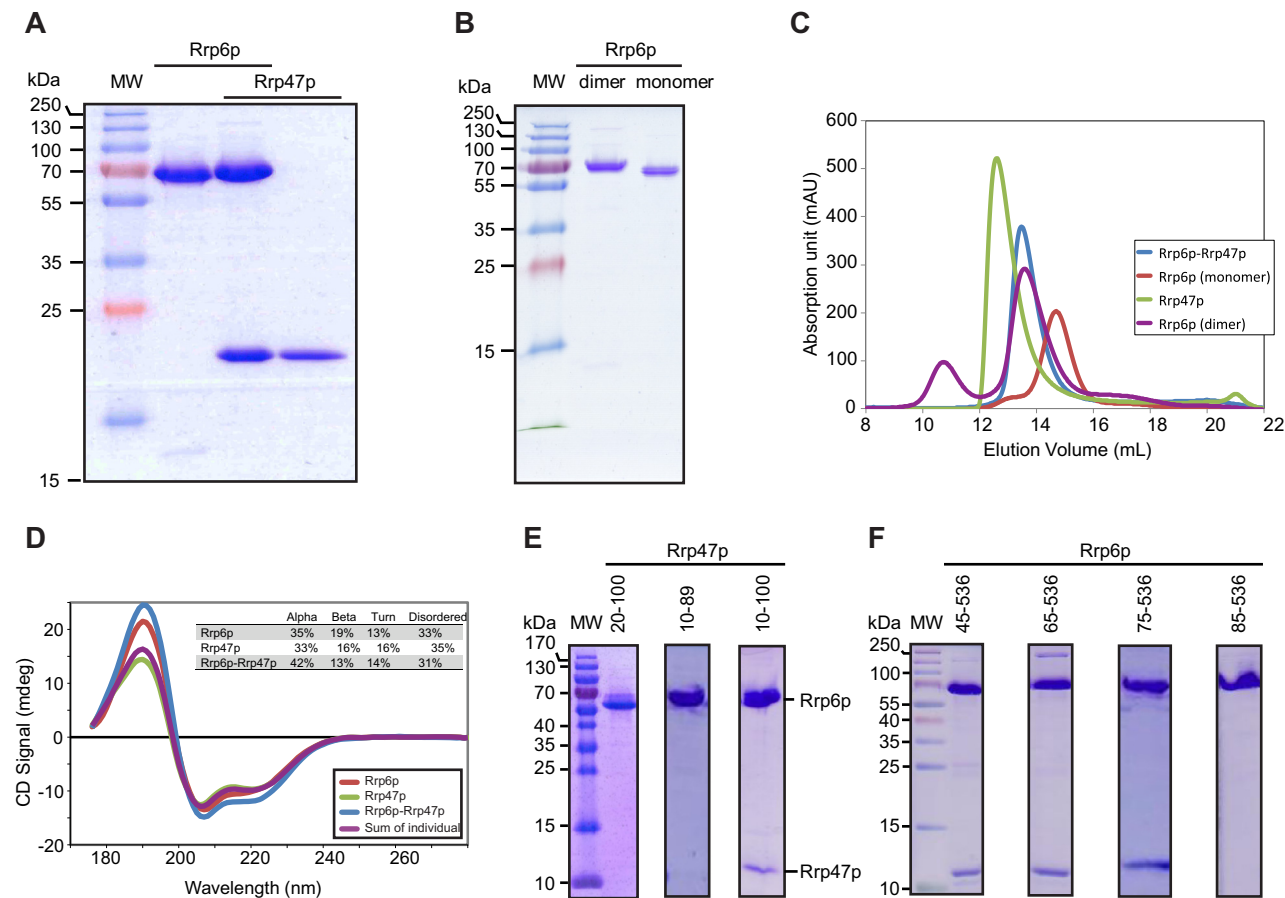 A
Rrp6p
kDa MW Rrp47p
250
130
100
70
55
35
25
15
B
Rrp6p
kDa MW dimer monomer
250
130
100
70
55
35
25
15
C
600
500
400
300
200
100
0
Absorption unit (mAU)
8 10 12 14 16 18 20 22
Elution Volume (mL)
Rrp6p-Rrp47p
Rrp6p (monomer)
Rrp47p
Rrp6p (dimer)
D
20
10
0
-10
-20
CD Signal (mdeg)
180 200 220 240 260
Wavelength (nm)
Alpha Beta Turn Disordered
Rrp6p 35% 19% 13% 33%
Rrp47p 33% 16% 16% 35%
Rrp6p-Rrp47p 42% 13% 14% 31%
Rrp6p
Rrp47p
Rrp6p-Rrp47p
Sum of individual
E
Rrp47p
kDa MW 20-100 10-89 10-100
170
130
70
40
35
25
15
10
Rrp6p
Rrp47p
F
Rrp6p
kDa MW 45-536 65-536 75-536 85-536
250
100
55
40
35
25
15
10